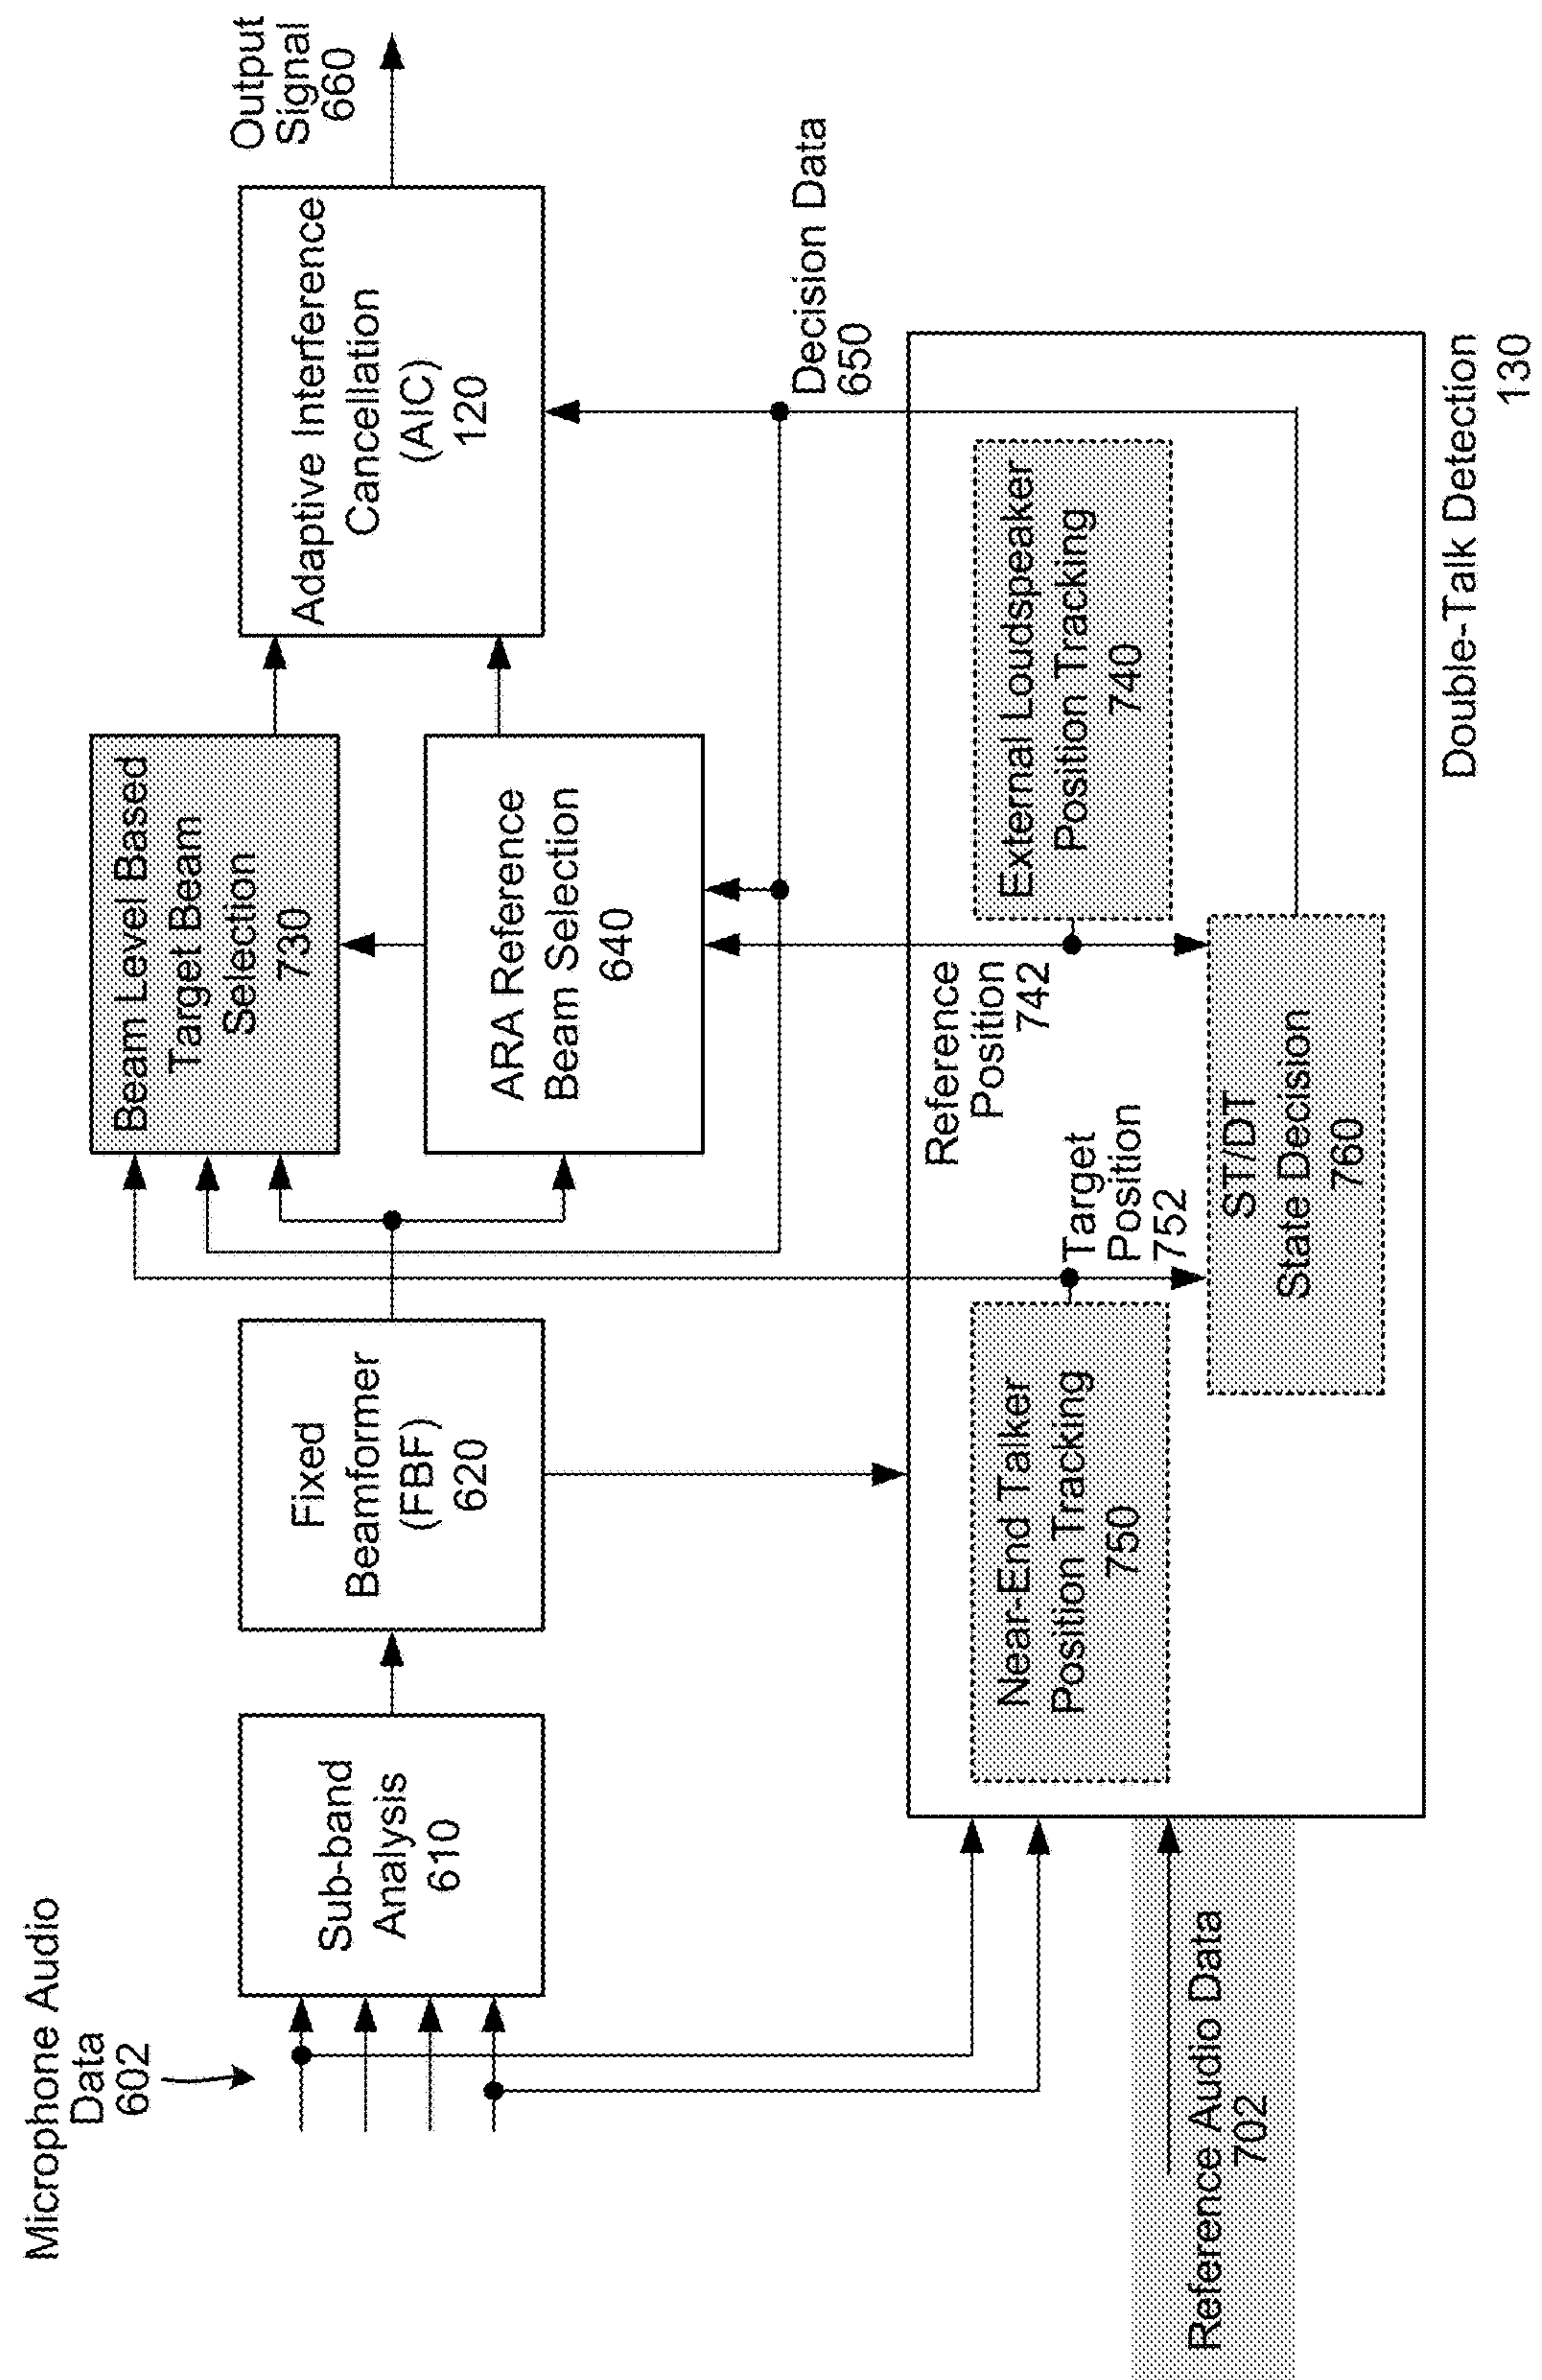 Microphone Audio
Data
602
Sub-band
Analysis
610
Fixed
Beamformer
(FBF)
620
Beam Level Based
Target Beam
Selection
730
ARA Reference
Beam Selection
640
Adaptive Interference
Cancellation
(AIC)
120
Output
Signal
660
Decision Data
650
Reference Audio Data
702
Near-End Talker
Position Tracking
750
Target
Position
752
Reference
Position
742
External Loudspeaker
Position Tracking
740
ST/DT
State Decision
760
Double-Talk Detection
130